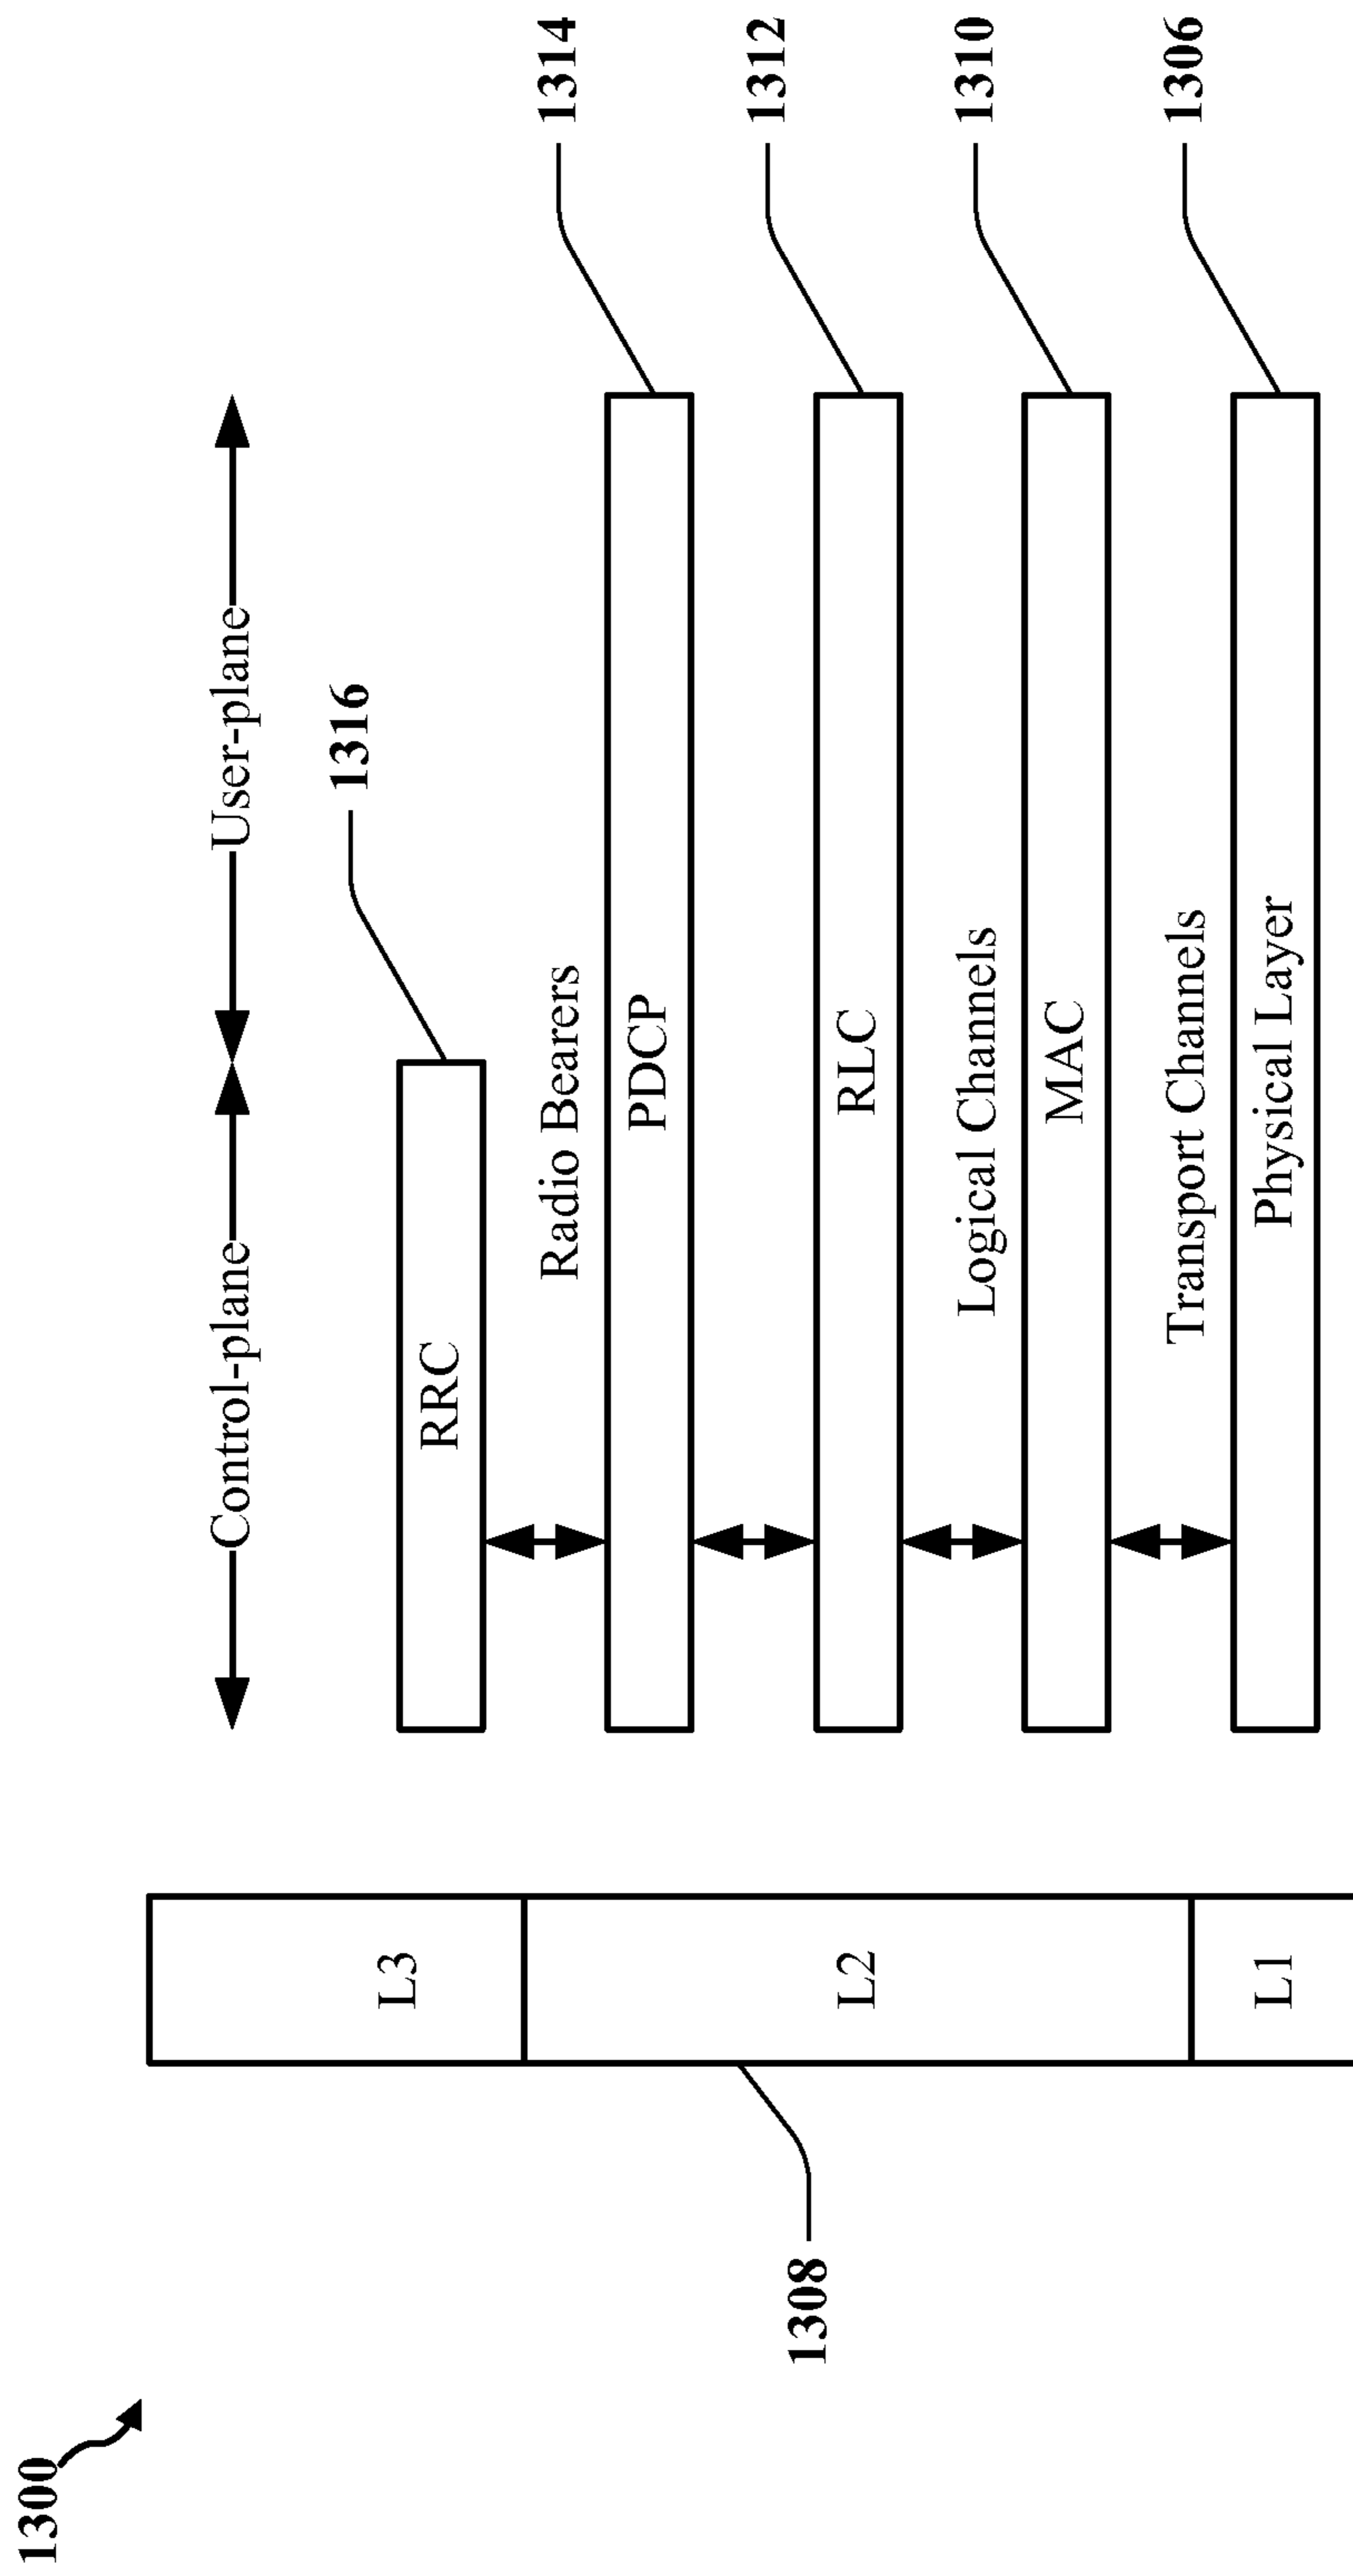 1300
Control-plane
User-plane
1316
L3
RRC
Radio Bearers
1314
PDCP
1308
1312
L2
RLC
Logical Channels
1310
MAC
Transport Channels
1306
L1
Physical Layer